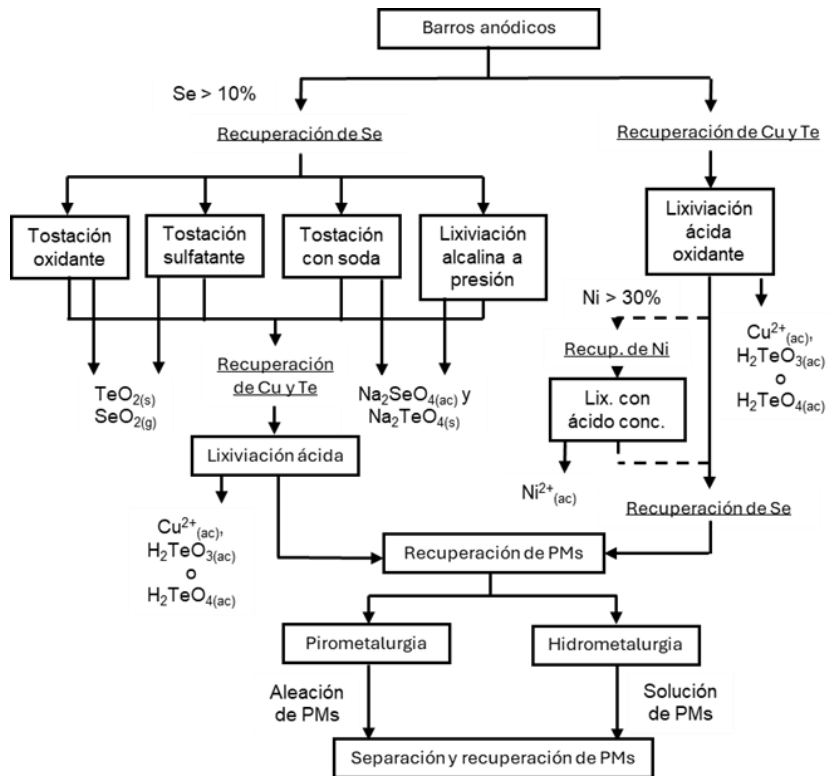 Barros anódicos
Se > 10%
Recuperación de Se
Recuperación de Cu y Te
Tostación
oxidante
Tostación
sulfatante
Tostación
con soda
Lixiviación
alcalina a
presión
Lixiviación
ácida
oxidante
Ni > 30%
Recup. de Ni
Lix. con
ácido conc.
Ni²⁺(ac)
Cu²⁺(ac),
H₂TeO₃(ac)
o
H₂TeO₄(ac)
TeO₂(s)
SeO₂(g)
Recuperación
de Cu y Te
Na₂SeO₄(ac) y
Na₂TeO₄(s)
Lixiviación ácida
Cu²⁺(ac),
H₂TeO₃(ac)
o
H₂TeO₄(ac)
Recuperación de Se
Recuperación de PMs
Pirometalurgia
Hidrometalurgia
Aleación
de PMs
Solución
de PMs
Separación y recuperación de PMs